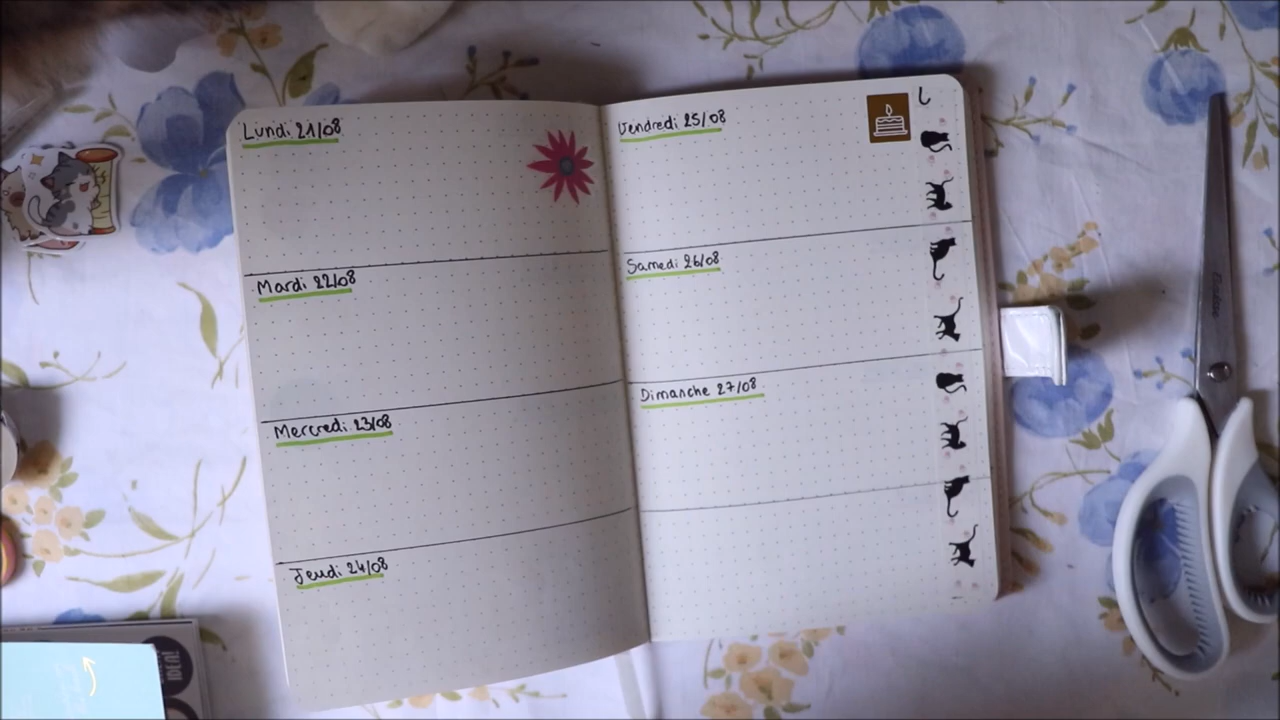 Lundi 21/08
Mardi 22/08
Mercredi 23/08
Jeudi 24/08
Vendredi 25/08
Samedi 26/08
Dimanche 27/08